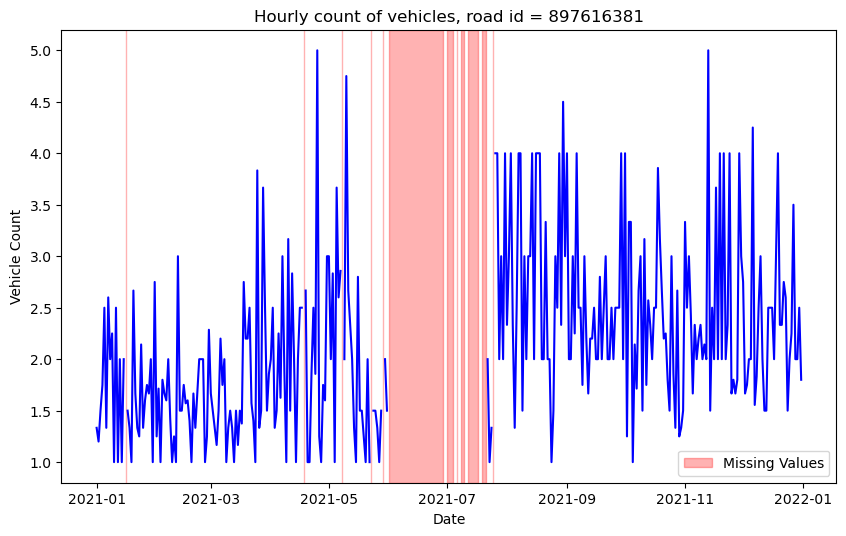 Hourly count of vehicles, road id = 897616381
Vehicle Count
5.0
4.5
4.0
3.5
3.0
2.5
2.0
1.5
1.0
Missing Values
2021-01 2021-03 2021-05 2021-07 2021-09 2021-11 2022-01
Date